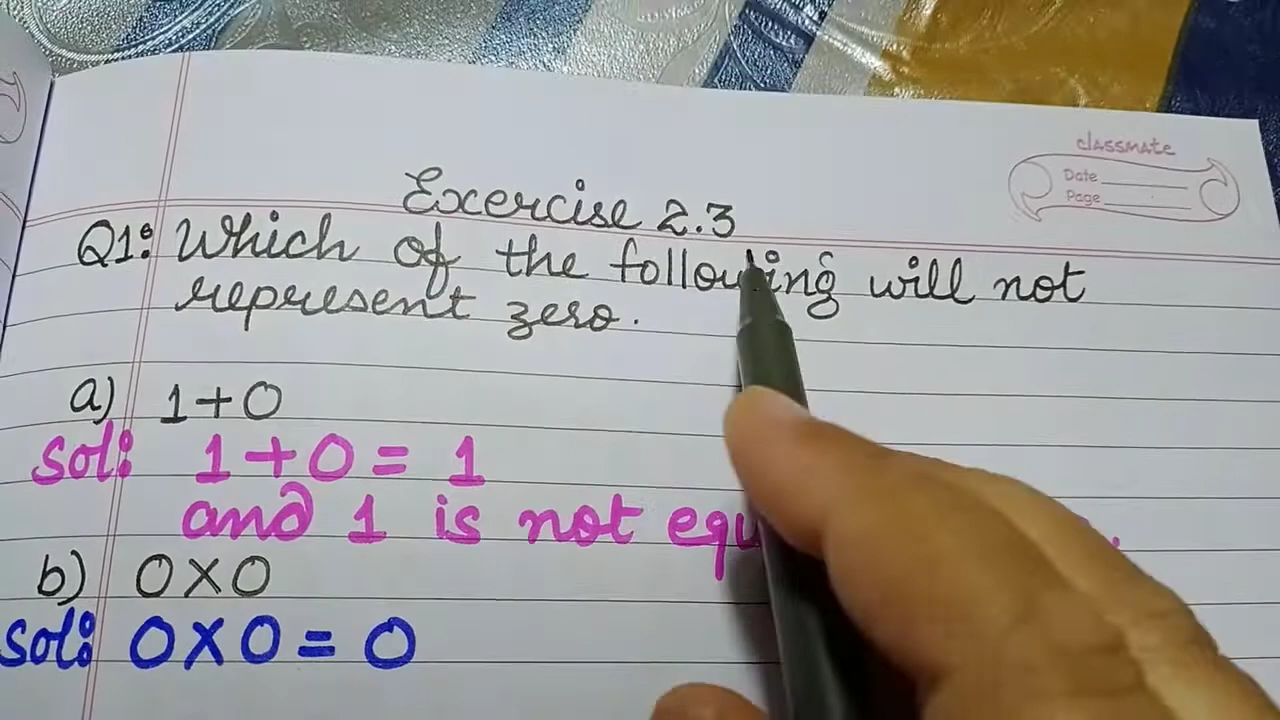 classmate
Date
Page
Exercise 2.3
Q1: Which of the following will not
represent zero.
a) 1+0
Sol: 1+0 = 1
and 1 is not
b) 0×0
Sol: 0×0 = 0